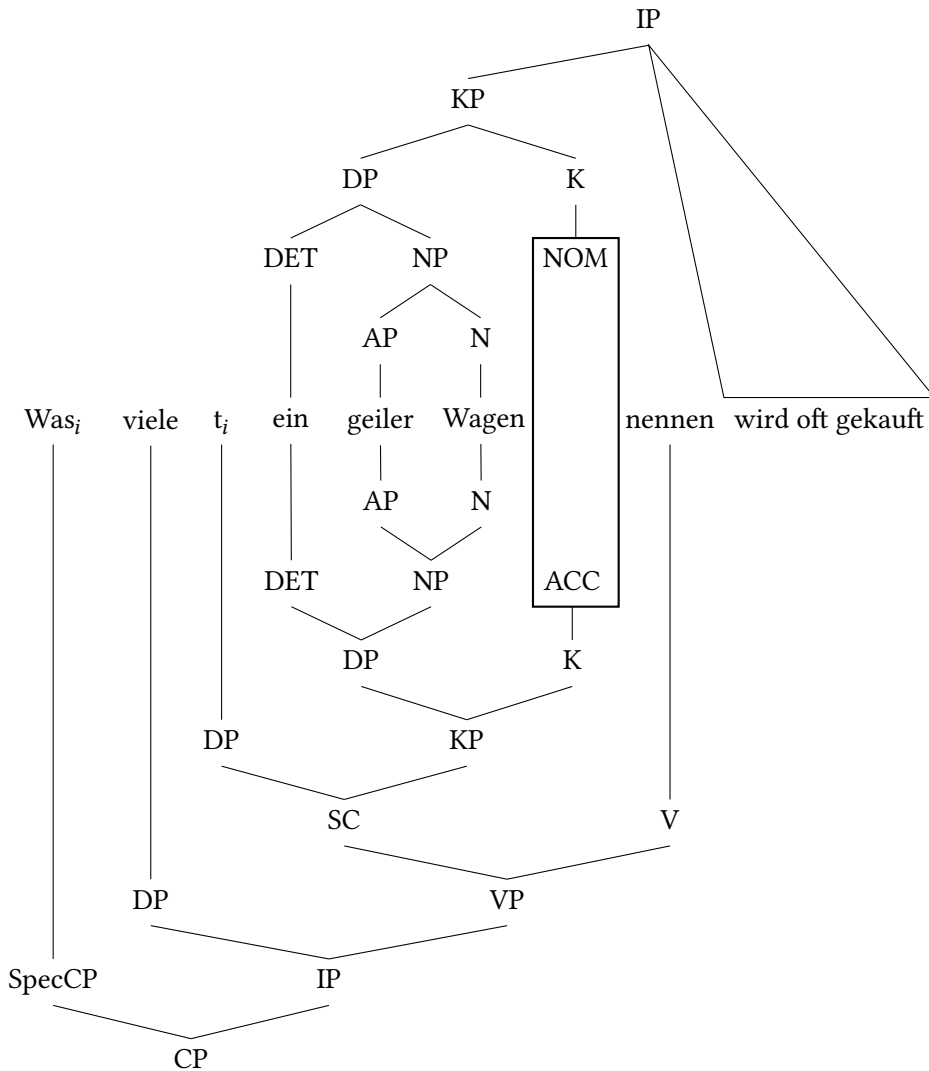 IP
KP
DP K
DET NP NOM
AP N
Wasᵢ viele tᵢ ein geiler Wagen nennen wird oft gekauft
AP N
DET NP ACC
DP K
DP KP
SC V
DP VP
SpecCP IP
CP